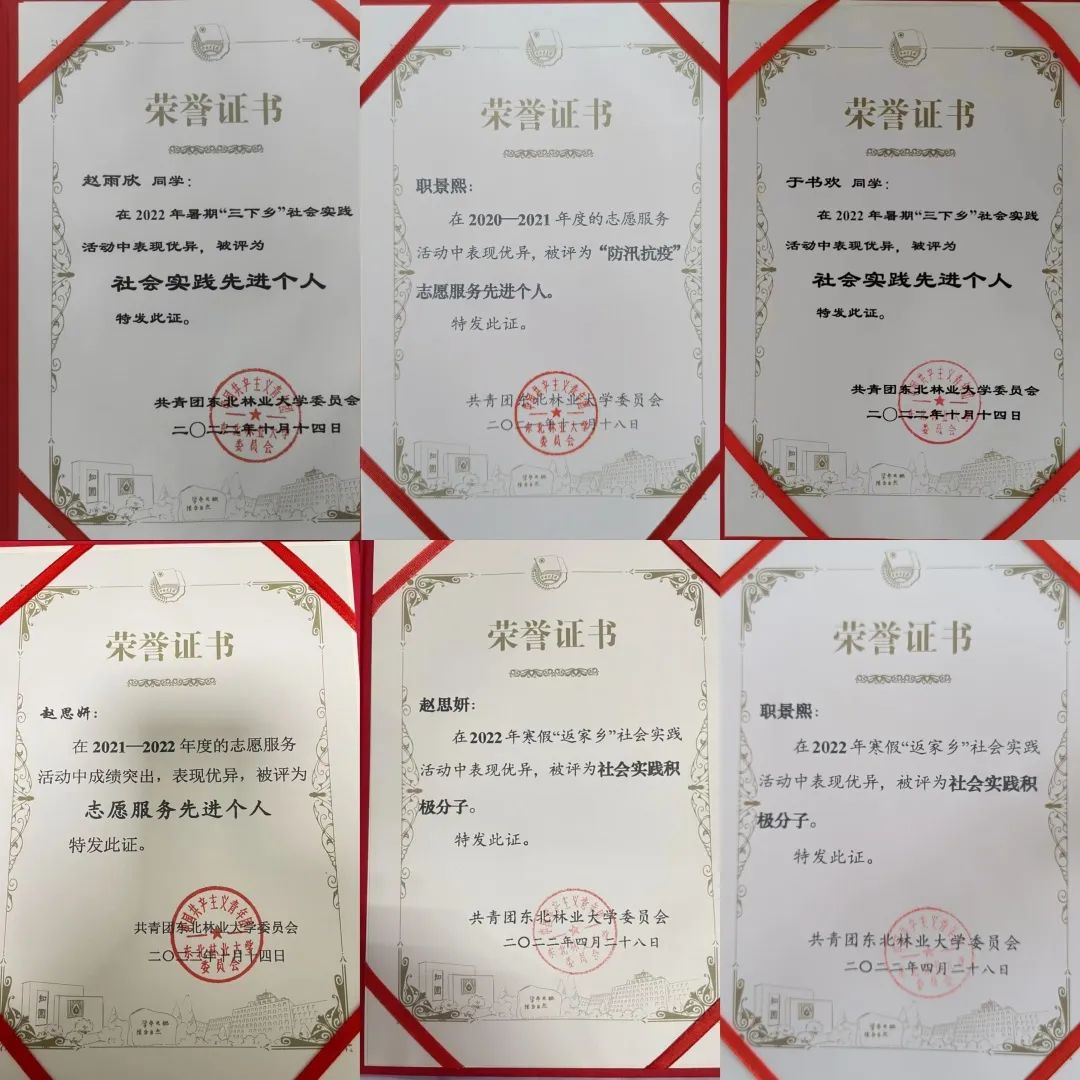 荣誉证书
赵雨欣 同学：
在2022年暑期“三下乡”社会实践
活动中表现优异，被评为
社会实践先进个人
特发此证。
共青团东北林业大学委员会
二〇二二年十月十四日
荣誉证书
职景熙：
在2020—2021年度的志愿服务
活动中表现优异，被评为“防汛抗疫”
志愿服务先进个人。
特发此证。
共青团东北林业大学委员会
荣誉证书
于书欢 同学：
在2022年暑期“三下乡”社会实践
活动中表现优异，被评为
社会实践先进个人
特发此证。
共青团东北林业大学委员会
二〇二二年十月十四日
荣誉证书
赵思妍：
在2021—2022年度的志愿服务
活动中成绩突出，表现优异，被评为
志愿服务先进个人
特发此证。
共青团东北林业大学委员会
二〇二二年十月十四日
荣誉证书
赵思妍：
在2022年寒假“返家乡”社会实践
活动中表现优异，被评为社会实践积
极分子。
特发此证。
共青团东北林业大学委员会
二〇二二年四月二十八日
荣誉证书
职景熙：
在2022年寒假“返家乡”社会实践
活动中表现优异，被评为社会实践积
极分子。
特发此证。
共青团东北林业大学委员会
二〇二二年四月二十八日